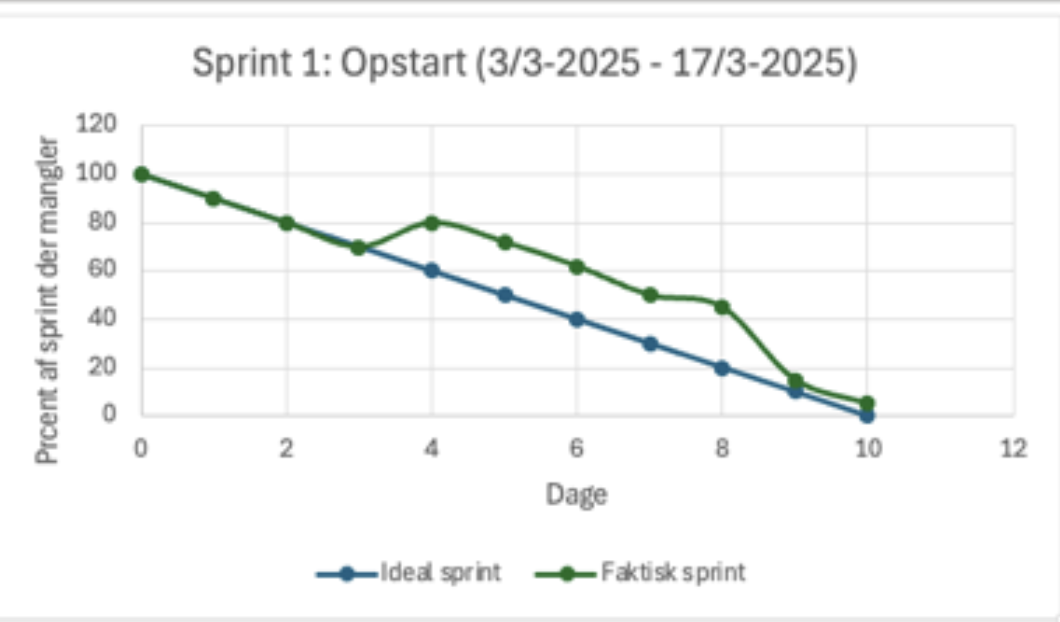 Sprint 1: Opstart (3/3-2025 - 17/3-2025)
Prcent af sprint der mangler
120
100
80
60
40
20
0
0 2 4 6 8 10 12
Dage
Ideal sprint Faktisk sprint